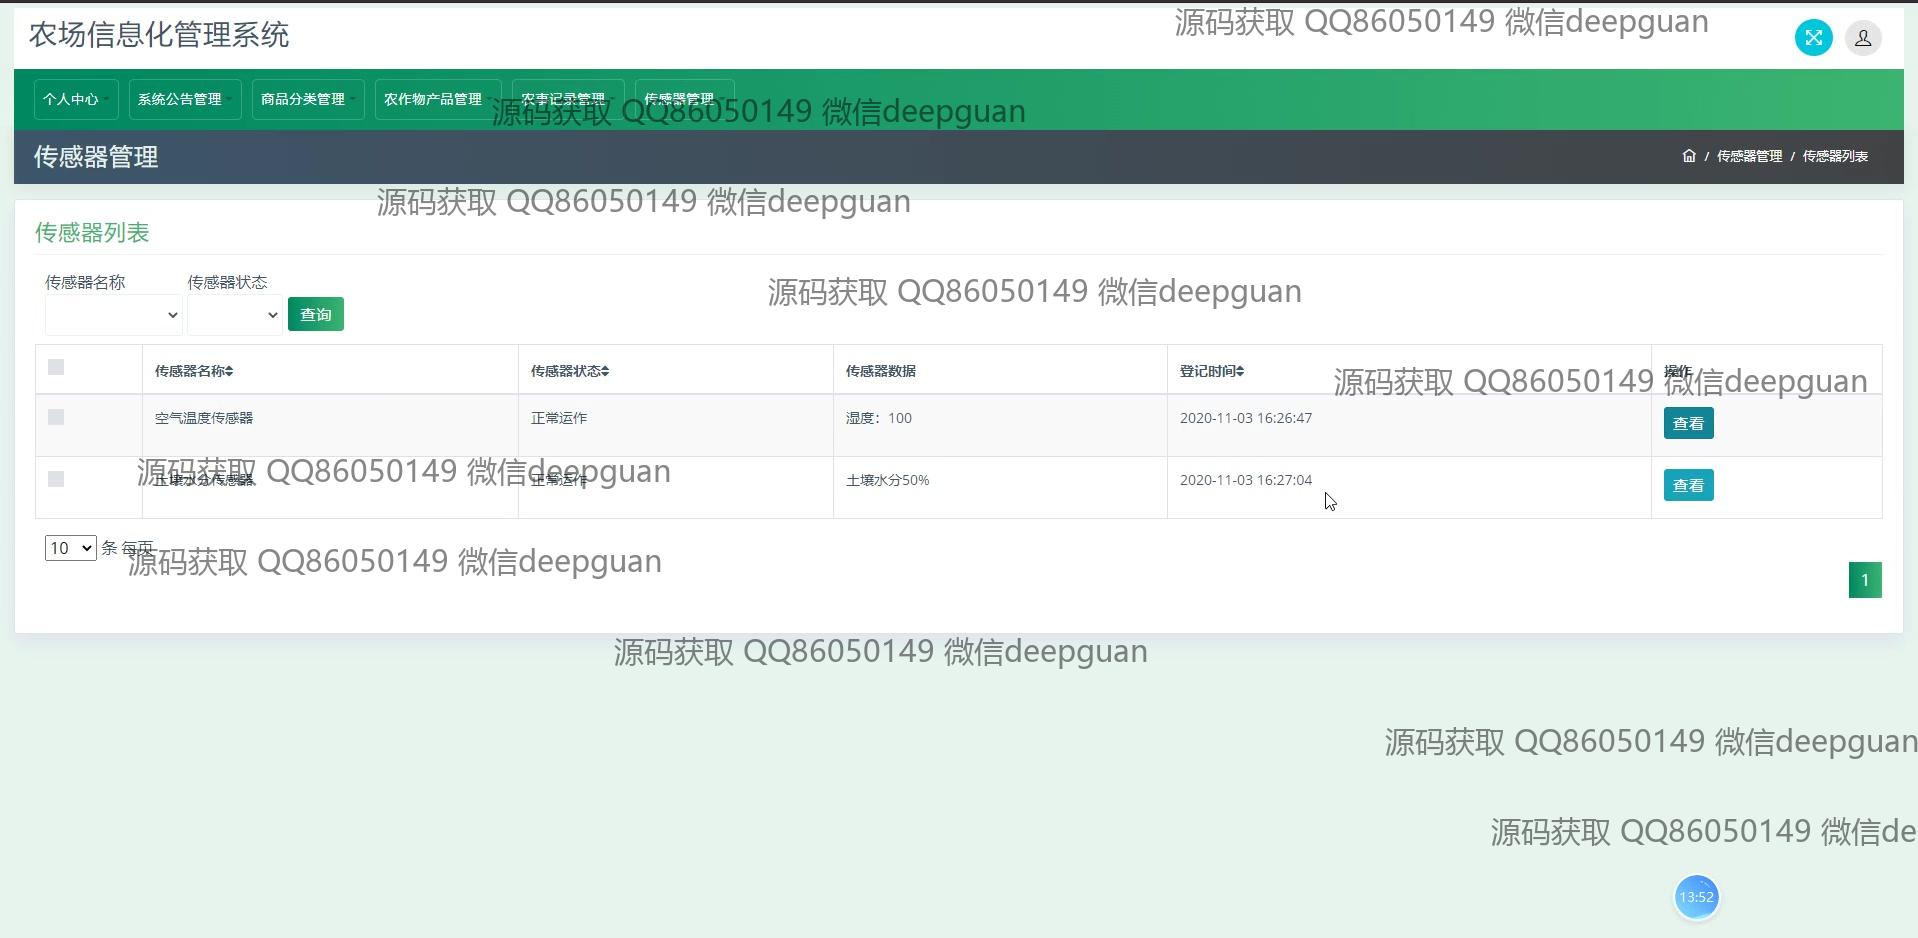 农场信息化管理系统
源码获取 QQ86050149 微信deepguan
个人中心 系统公告管理 商品分类管理 农作物产品管理 农事记录管理 传感器管理
源码获取 QQ86050149 微信deepguan
传感器管理
/ 传感器管理 / 传感器列表
源码获取 QQ86050149 微信deepguan
传感器列表
传感器名称 传感器状态
源码获取 QQ86050149 微信deepguan
查询
传感器名称 传感器状态 传感器数据 登记时间 操作
源码获取 QQ86050149 微信deepguan
空气温度传感器 正常运作 湿度：100 2020-11-03 16:26:47 查看
源码获取 QQ86050149 微信deepguan
土壤水分传感器 正常运作 土壤水分50% 2020-11-03 16:27:04 查看
10 条 每页
源码获取 QQ86050149 微信deepguan
1
源码获取 QQ86050149 微信deepguan
源码获取 QQ86050149 微信deepguan
源码获取 QQ86050149 微信de
13:52